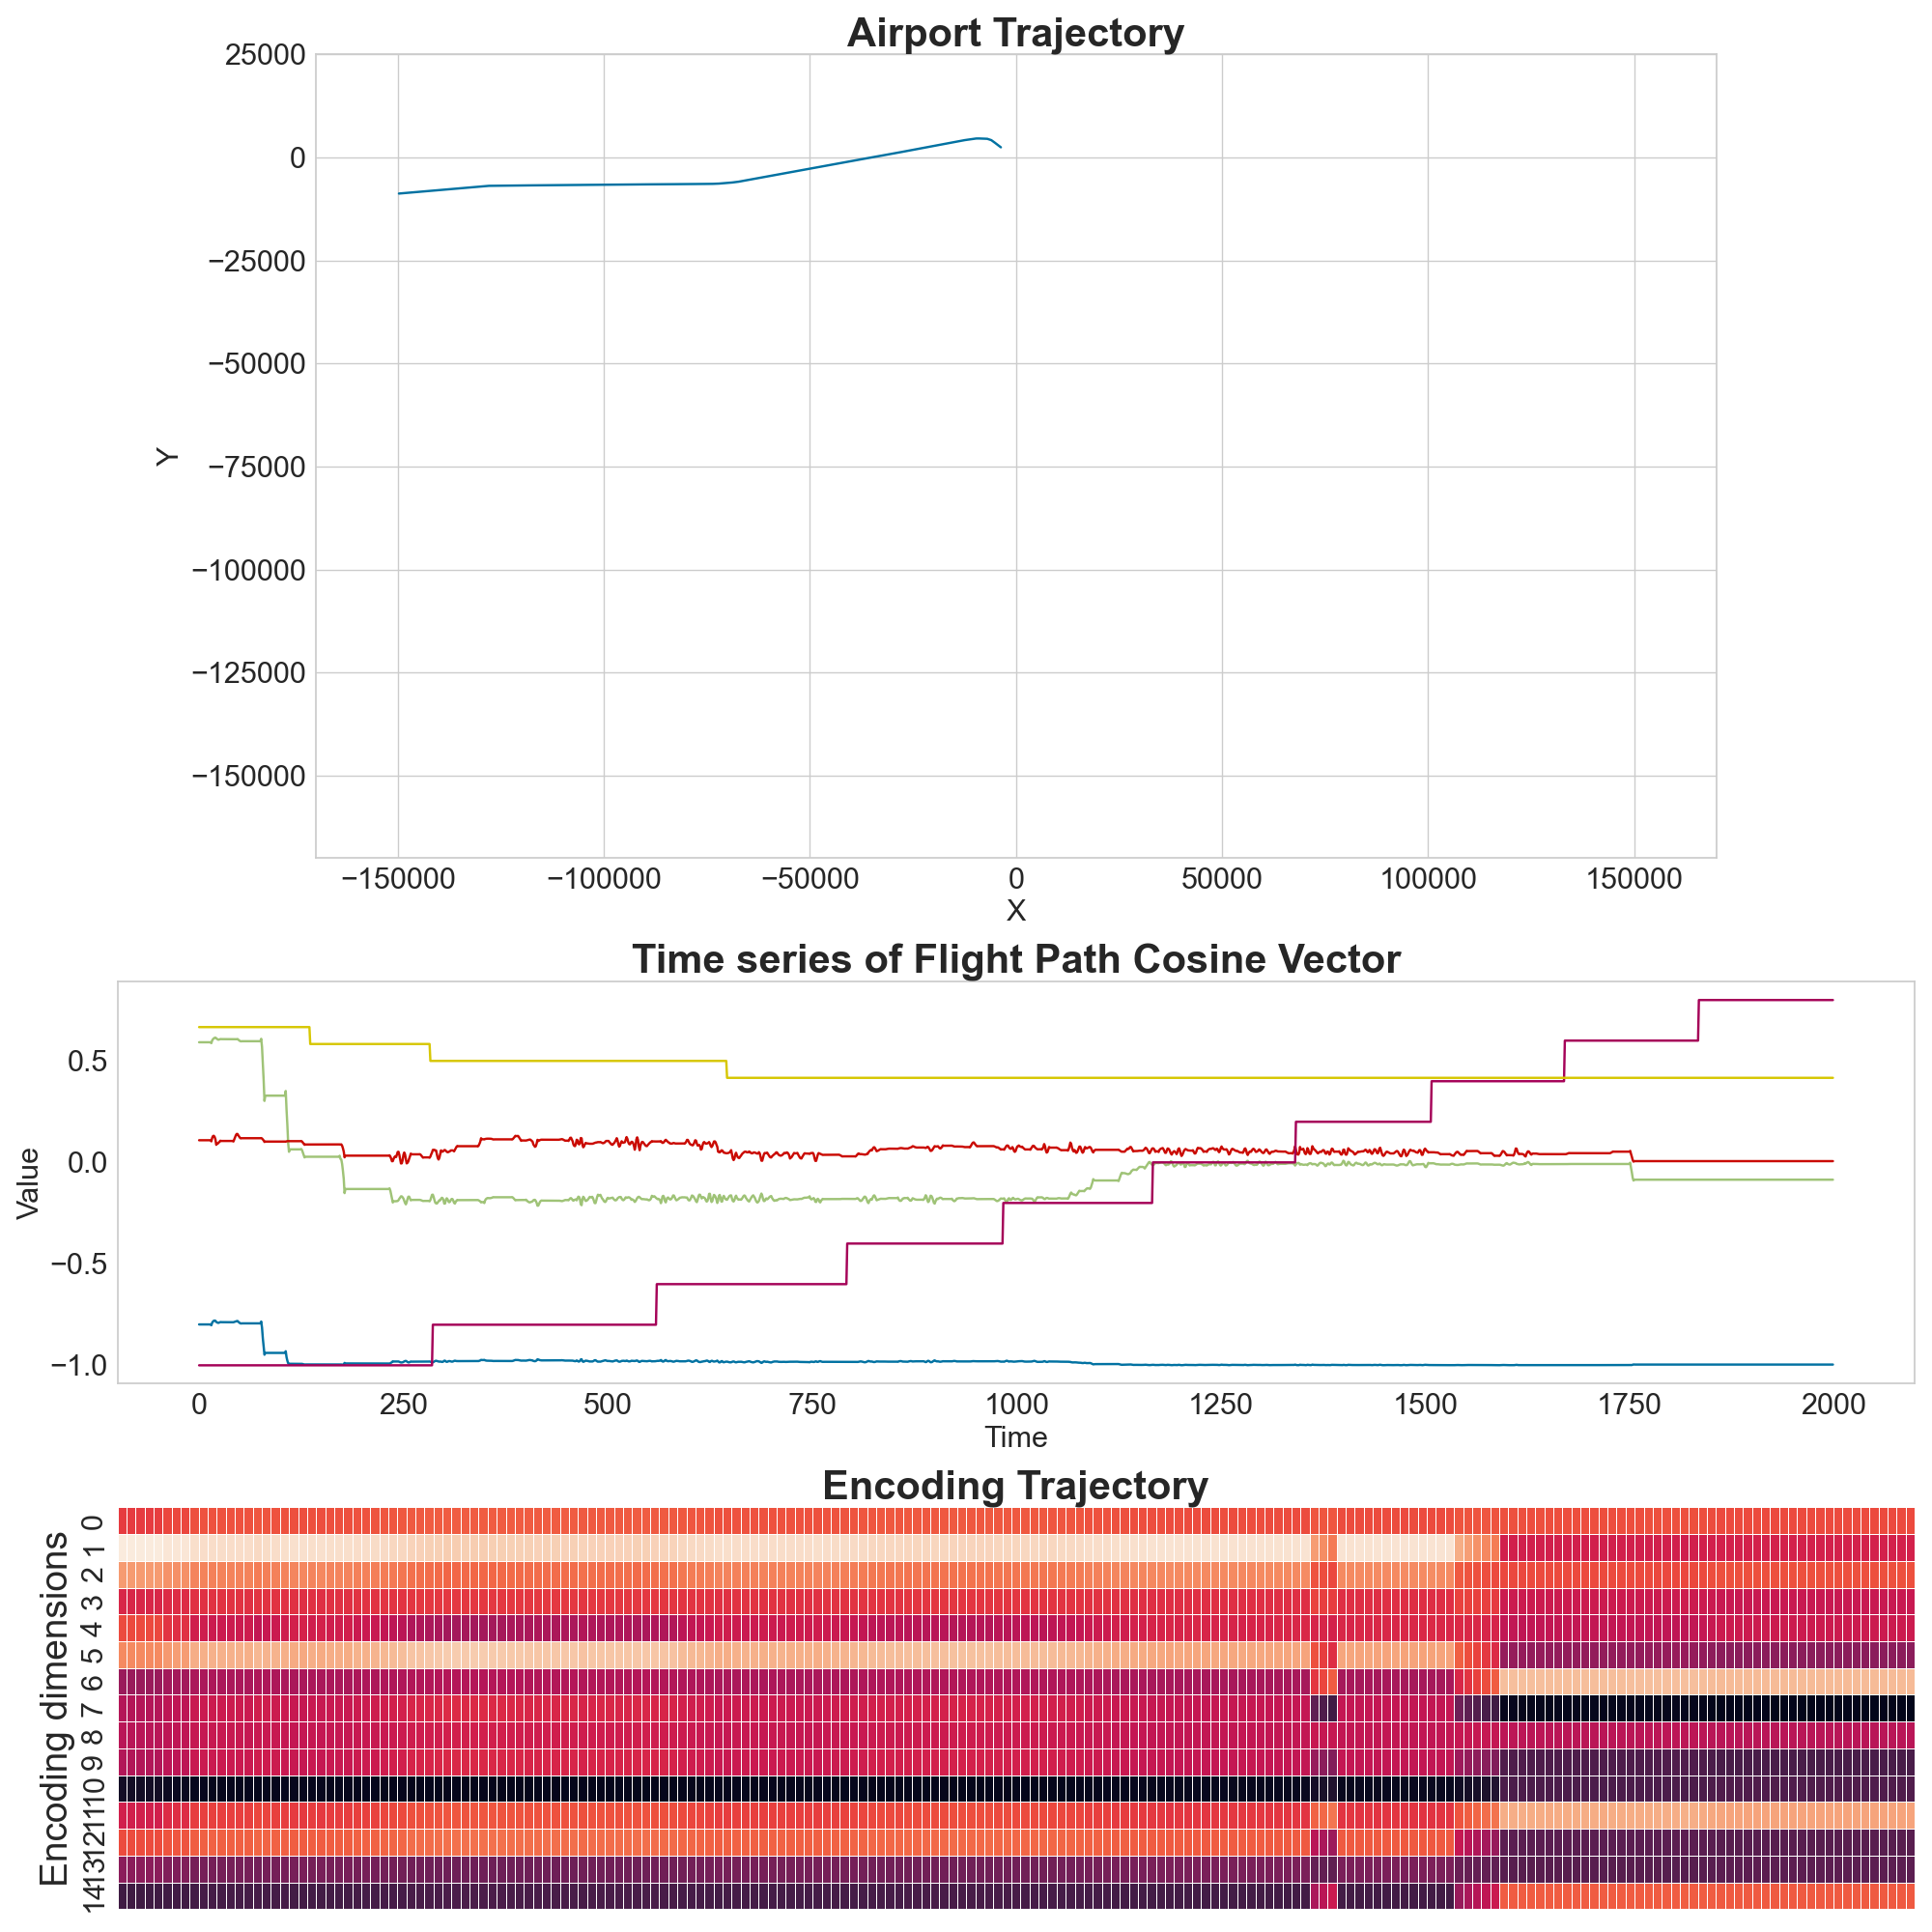 Airport Trajectory
25000
0
−25000
−50000
−75000
−100000
−125000
−150000
Y
−150000 −100000 −50000 0 50000 100000 150000
X
Time series of Flight Path Cosine Vector
0.5
0.0
−0.5
−1.0
Value
0 250 500 750 1000 1250 1500 1750 2000
Time
Encoding Trajectory
Encoding dimensions
0
1
2
3
4
5
6
7
8
9
10
11
12
13
14